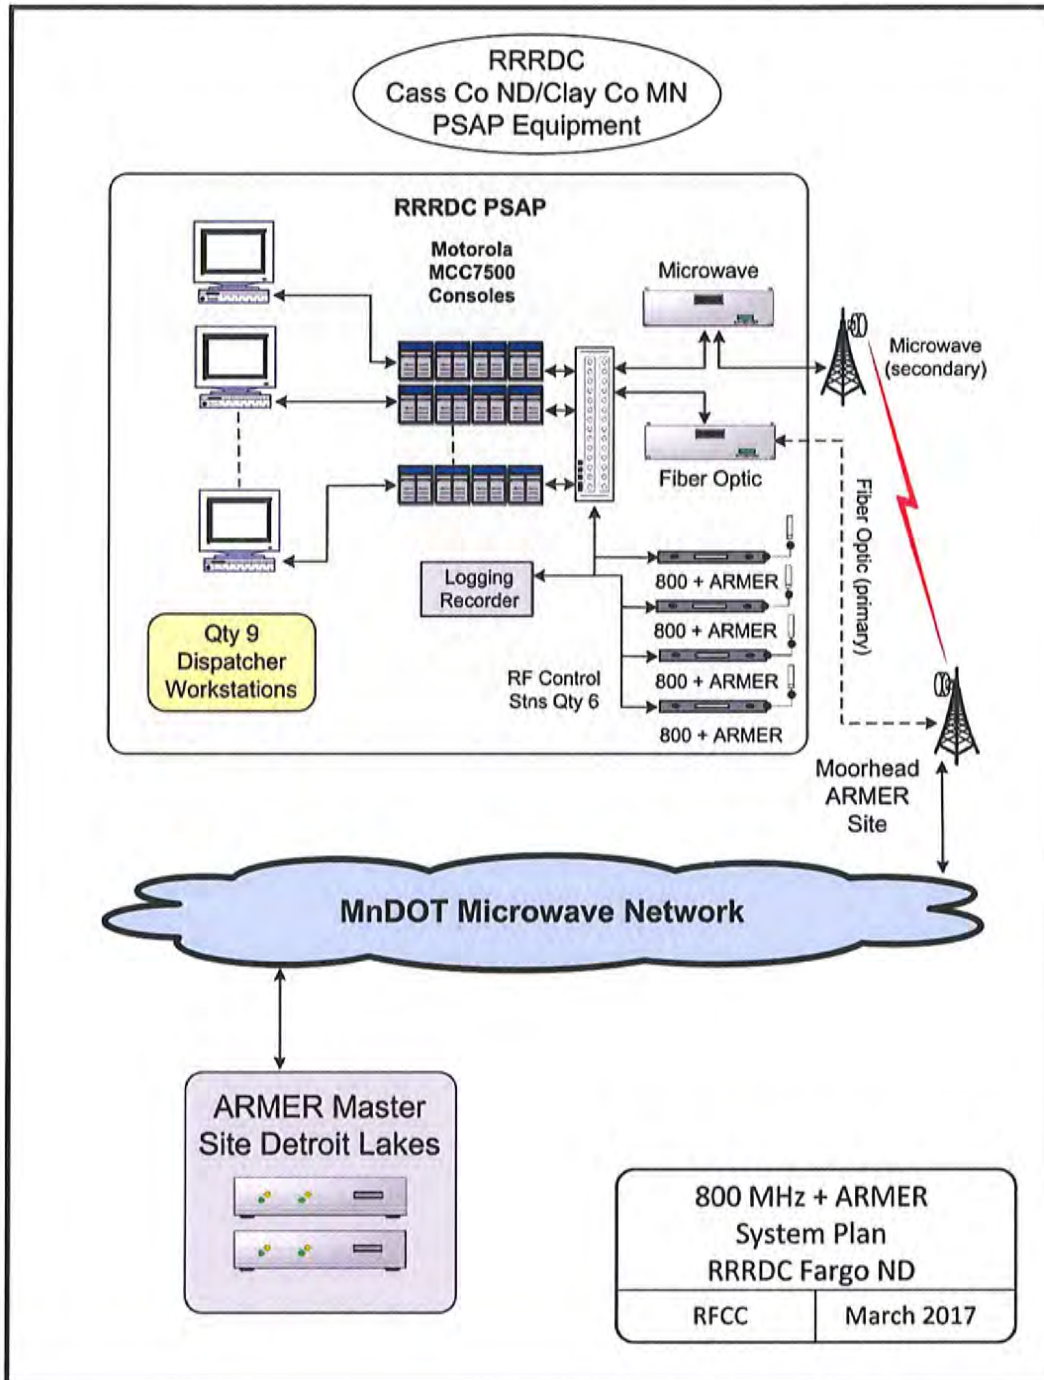 RRRDC
Cass Co ND/Clay Co MN
PSAP Equipment
RRRDC PSAP
Motorola
MCC7500
Consoles
Microwave
Microwave
(secondary)
Fiber Optic
Fiber Optic (primary)
Logging
Recorder
800 + ARMER
800 + ARMER
800 + ARMER
800 + ARMER
RF Control
Stns Qty 6
Qty 9
Dispatcher
Workstations
Moorhead
ARMER
Site
MnDOT Microwave Network
ARMER Master
Site Detroit Lakes
800 MHz + ARMER
System Plan
RRRDC Fargo ND
RFCC
March 2017